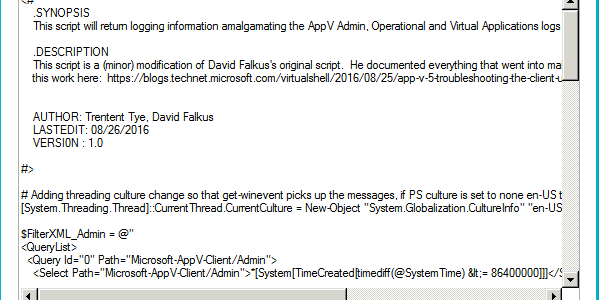 <#
.SYNOPSIS
This script will return logging information amalgamating the AppV Admin, Operational and Virtual Applications logs
.DESCRIPTION
This script is a (minor) modification of David Falkus's original script.  He documented everything that went into ma
this work here:  https://blogs.technet.microsoft.com/virtualshell/2016/08/25/app-v-5-troubleshooting-the-client-u
AUTHOR: Trentent Tye, David Falkus
LASTEDIT: 08/26/2016
VERSI0N : 1.0
#>
# Adding threading culture change so that get-winevent picks up the messages, if PS culture is set to none en-US t
[System.Threading.Thread]::CurrentThread.CurrentCulture = New-Object "System.Globalization.CultureInfo" "en-US
$FilterXML_Admin = @"
<QueryList>
<Query Id="0" Path="Microsoft-AppV-Client/Admin">
<Select Path="Microsoft-AppV-Client/Admin">*[System[TimeCreated[timediff(@SystemTime) &lt;= 86400000]]]</S